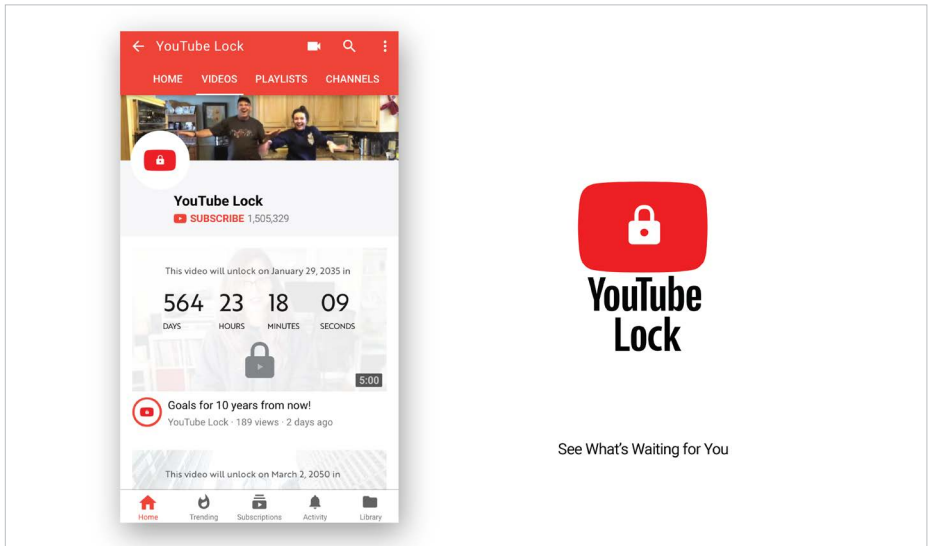 YouTube Lock
HOME VIDEOS PLAYLISTS CHANNELS
YouTube Lock
SUBSCRIBE 1,505,329
This video will unlock on January 29, 2035 in
564 23 18 09
DAYS HOURS MINUTES SECONDS
5:00
Goals for 10 years from now!
YouTube Lock · 189 views · 2 days ago
This video will unlock on March 2, 2050 in
Home Trending Subscriptions Activity Library
YouTube
Lock
See What's Waiting for You